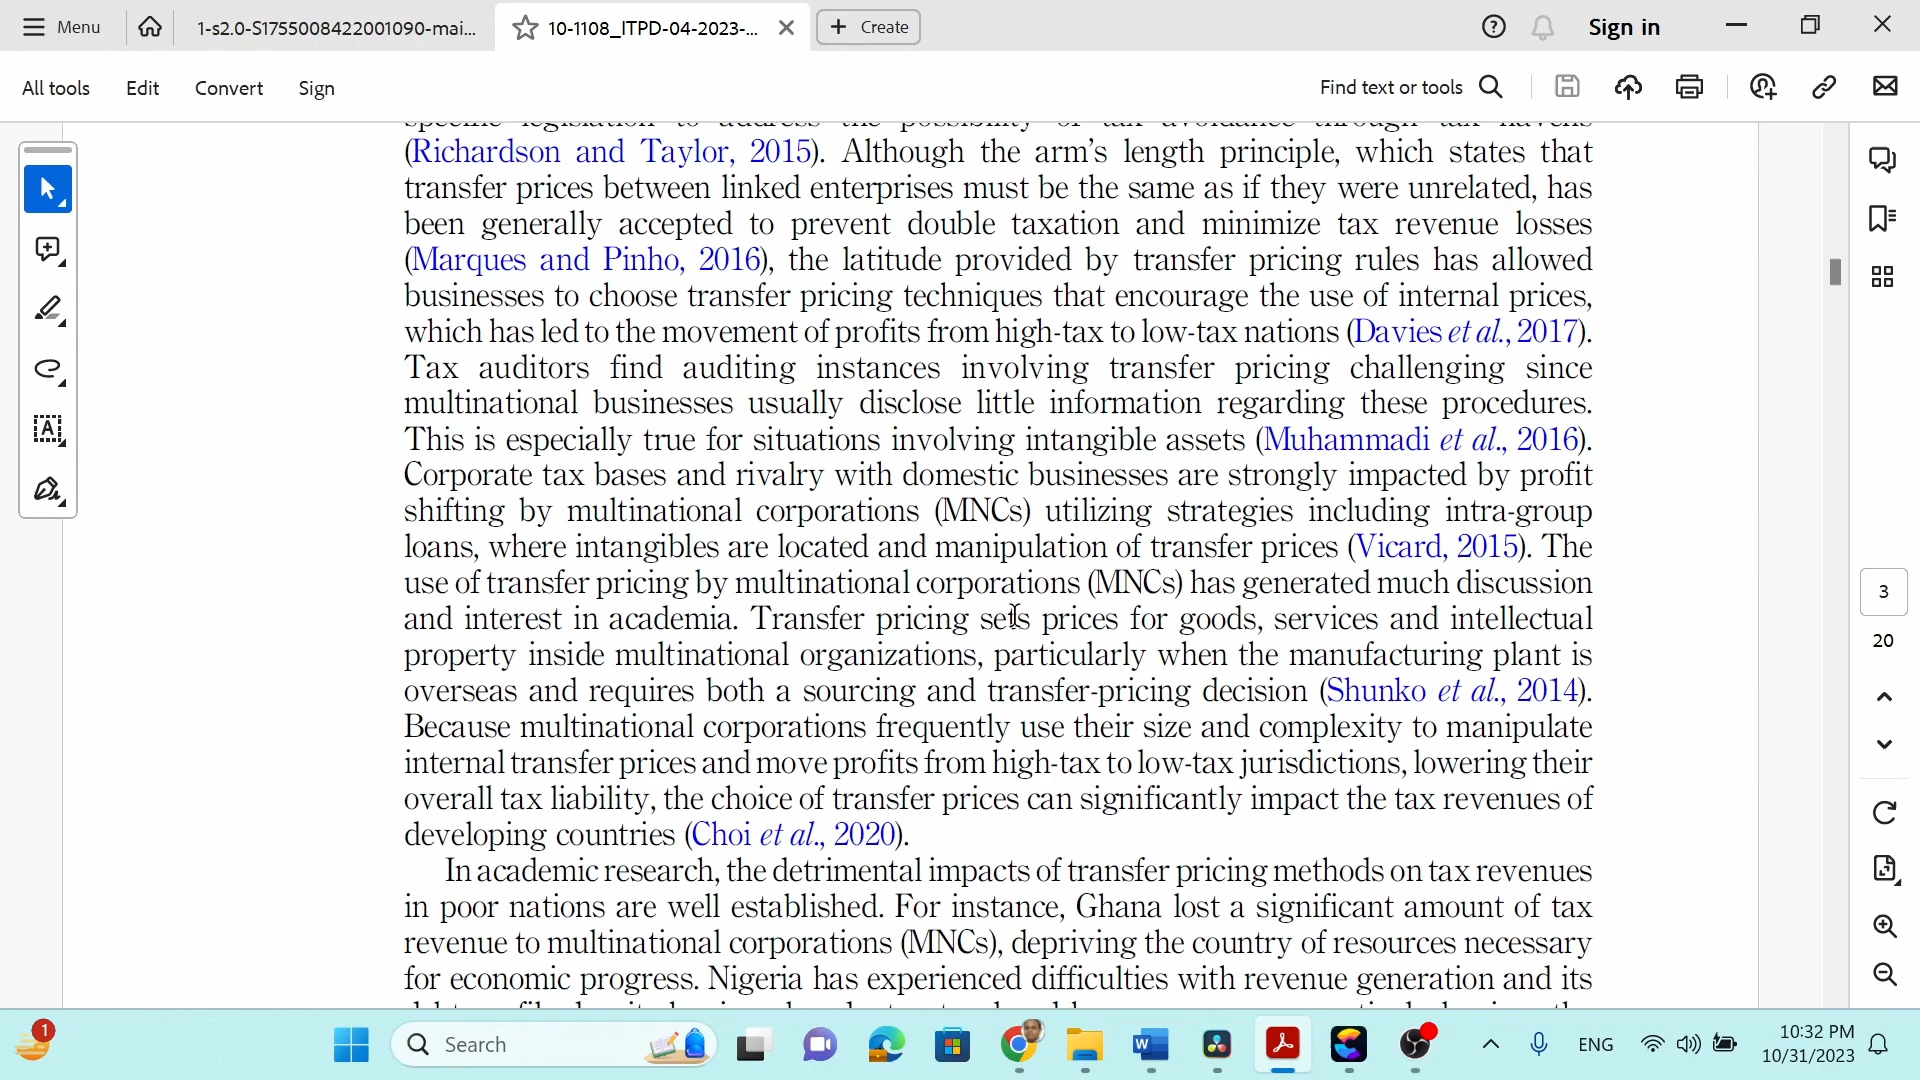 Menu
1-s2.0-S1755008422001090-mai...
10-1108_ITPD-04-2023-...
Create
Sign in
All tools
Edit
Convert
Sign
Find text or tools
(Richardson and Taylor, 2015). Although the arm's length principle, which states that
transfer prices between linked enterprises must be the same as if they were unrelated, has
been generally accepted to prevent double taxation and minimize tax revenue losses
(Marques and Pinho, 2016), the latitude provided by transfer pricing rules has allowed
businesses to choose transfer pricing techniques that encourage the use of internal prices,
which has led to the movement of profits from high-tax to low-tax nations (Davies et al., 2017).
Tax auditors find auditing instances involving transfer pricing challenging since
multinational businesses usually disclose little information regarding these procedures.
This is especially true for situations involving intangible assets (Muhammadi et al., 2016).
Corporate tax bases and rivalry with domestic businesses are strongly impacted by profit
shifting by multinational corporations (MNCs) utilizing strategies including intra-group
loans, where intangibles are located and manipulation of transfer prices (Vicard, 2015). The
use of transfer pricing by multinational corporations (MNCs) has generated much discussion
and interest in academia. Transfer pricing sets prices for goods, services and intellectual
property inside multinational organizations, particularly when the manufacturing plant is
overseas and requires both a sourcing and transfer-pricing decision (Shunko et al., 2014).
Because multinational corporations frequently use their size and complexity to manipulate
internal transfer prices and move profits from high-tax to low-tax jurisdictions, lowering their
overall tax liability, the choice of transfer prices can significantly impact the tax revenues of
developing countries (Choi et al., 2020).
In academic research, the detrimental impacts of transfer pricing methods on tax revenues
in poor nations are well established. For instance, Ghana lost a significant amount of tax
revenue to multinational corporations (MNCs), depriving the country of resources necessary
for economic progress. Nigeria has experienced difficulties with revenue generation and its
3
20
1
Search
ENG
10:32 PM
10/31/2023